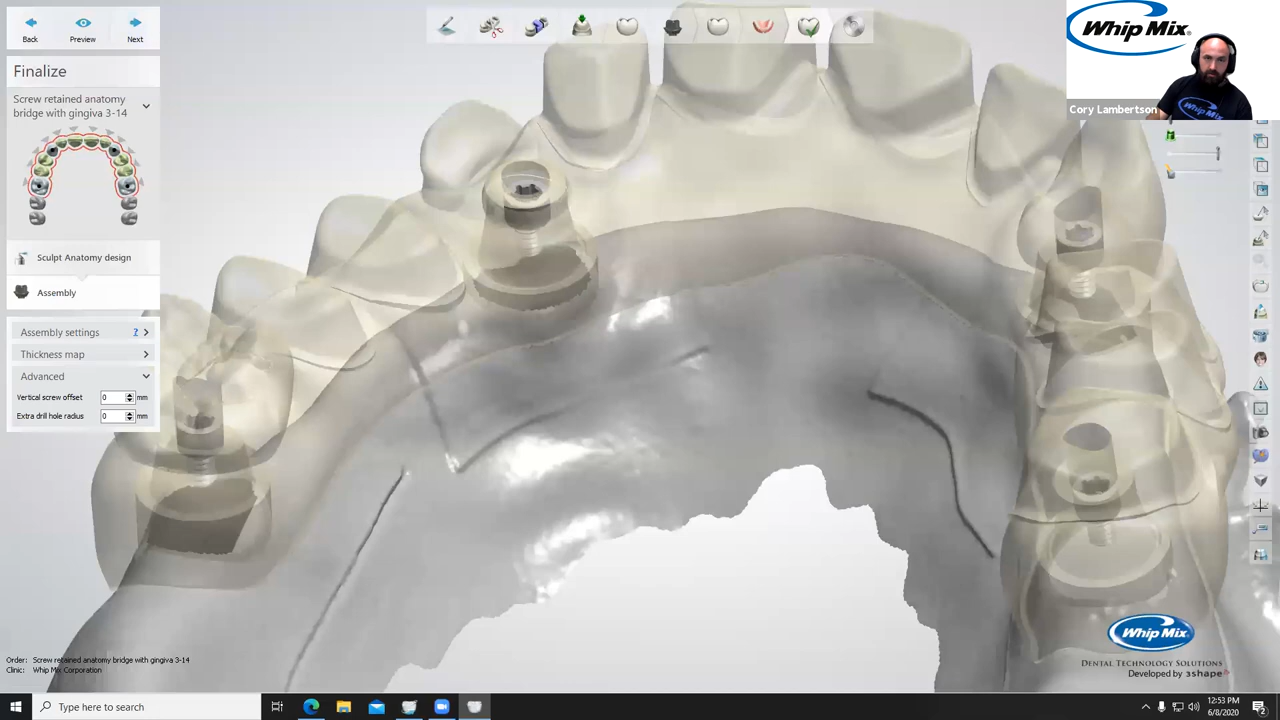 Back
Preview
Next
Finalize
Screw retained anatomy
bridge with gingiva 3-14
Sculpt Anatomy design
Assembly
Assembly settings ?
Thickness map
Advanced
Vertical screw offset 0 mm
Extra drill hole radius 0 mm
Whip Mix®
Cory Lambertson
Whip Mix
Order: Screw retained anatomy bridge with gingiva 3-14
Clinic: Whip Mix Corporation
Whip Mix
DENTAL TECHNOLOGY SOLUTIONS
Developed by 3shape
Type here to search
12:53 PM
6/8/2020
2